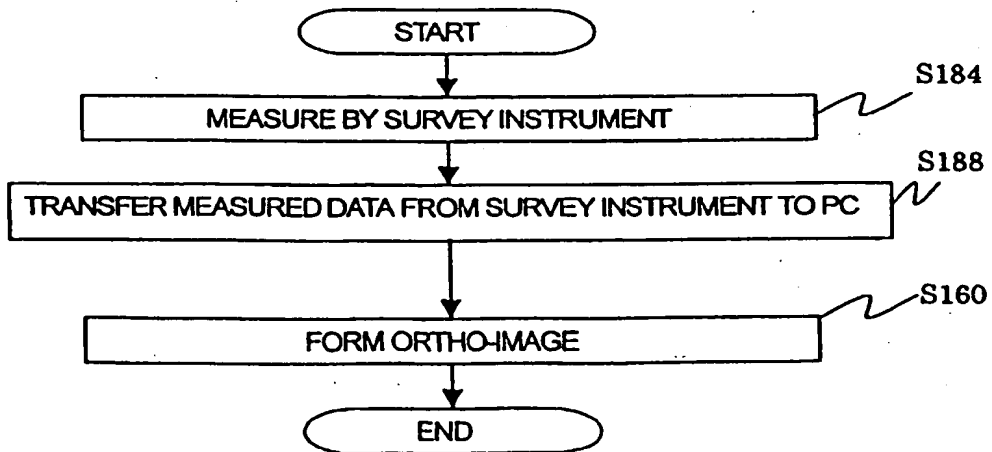 START
S184
MEASURE BY SURVEY INSTRUMENT
S188
TRANSFER MEASURED DATA FROM SURVEY INSTRUMENT TO PC
S160
FORM ORTHO-IMAGE
END